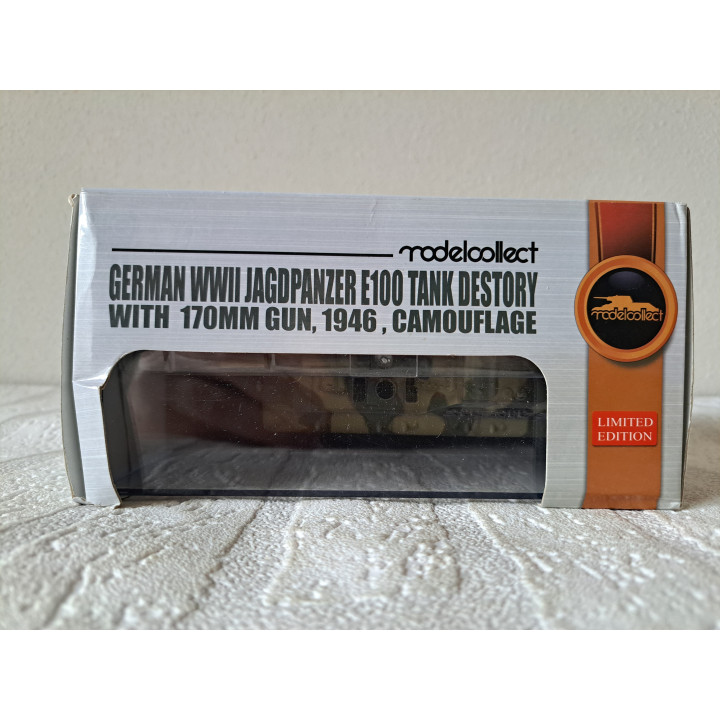 modelcollect
GERMAN WWII JAGDPANZER E100 TANK DESTORY
WITH 170MM GUN, 1946 , CAMOUFLAGE
modelcollect
LIMITED
EDITION